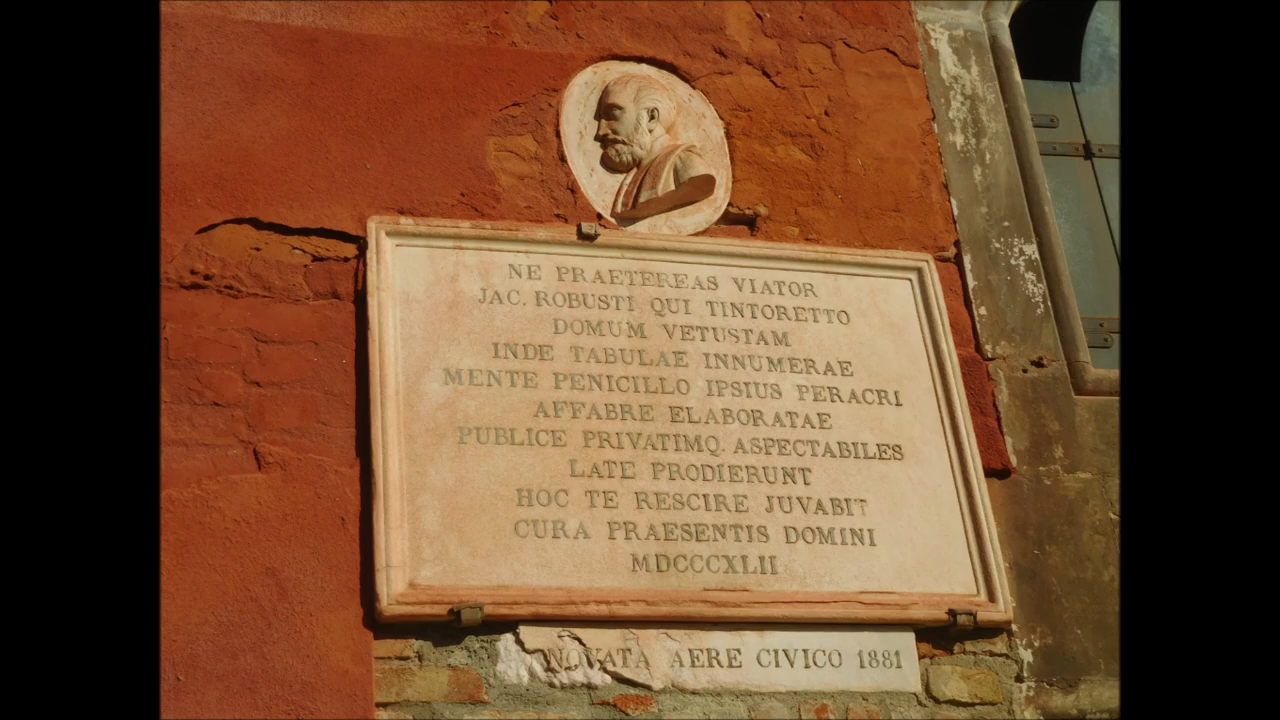 NE PRAETEREAS VIATOR
JAC. ROBUSTI QUI TINTORETTO
DOMUM VETUSTAM
INDE TABULAE INNUMERAE
MENTE PENICILLO IPSIUS PERACRI
AFFABRE ELABORATAE
PUBLICE PRIVATIMQ. ASPECTABILES
LATE PRODIERUNT
HOC TE RESCIRE JUVABIT
CURA PRAESENTIS DOMINI
MDCCCXLII
NOVATA AERE CIVICO 1881